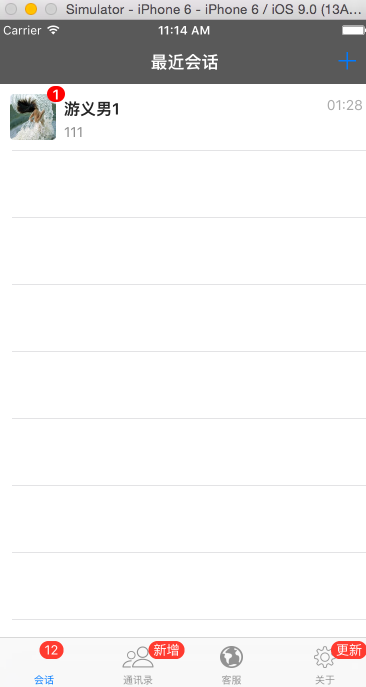 Simulator - iPhone 6 - iPhone 6 / iOS 9.0 (13A...
Carrier 11:14 AM
最近会话
1
游义男1 01:28
111
12 新增 更新
会话 通讯录 客服 关于